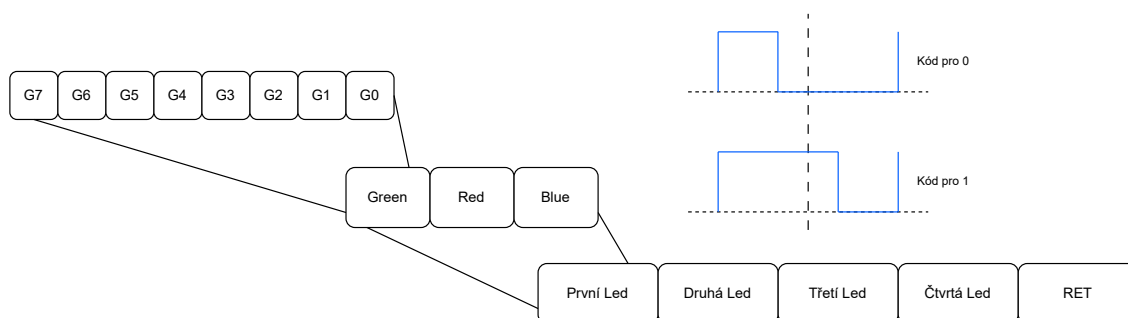 Kód pro 0
G7 G6 G5 G4 G3 G2 G1 G0
Kód pro 1
Green Red Blue
První Led Druhá Led Třetí Led Čtvrtá Led RET